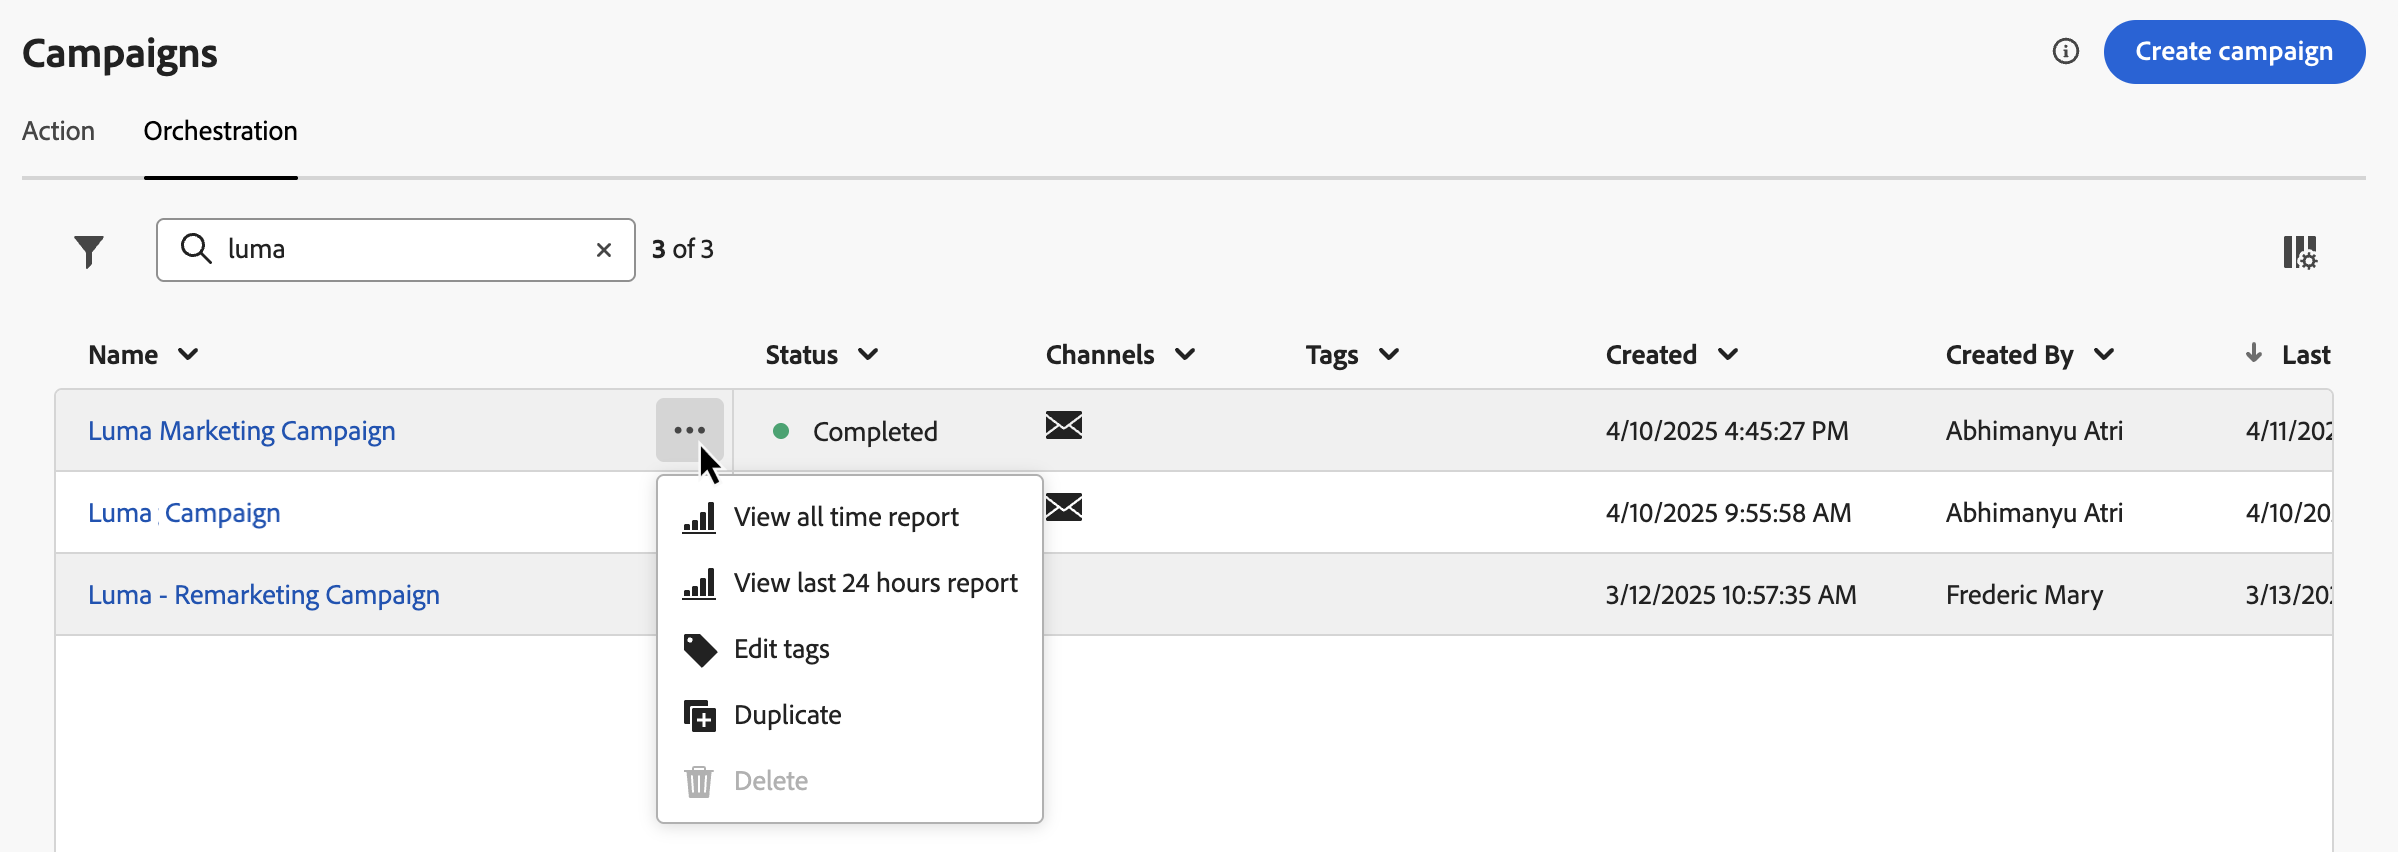 Campaigns
Create campaign
Action Orchestration
luma
3 of 3
Name Status Channels Tags Created Created By Last
Luma Marketing Campaign Completed 4/10/2025 4:45:27 PM Abhimanyu Atri 4/11/202
Luma Campaign 4/10/2025 9:55:58 AM Abhimanyu Atri 4/10/20
Luma - Remarketing Campaign 3/12/2025 10:57:35 AM Frederic Mary 3/13/20
View all time report
View last 24 hours report
Edit tags
Duplicate
Delete